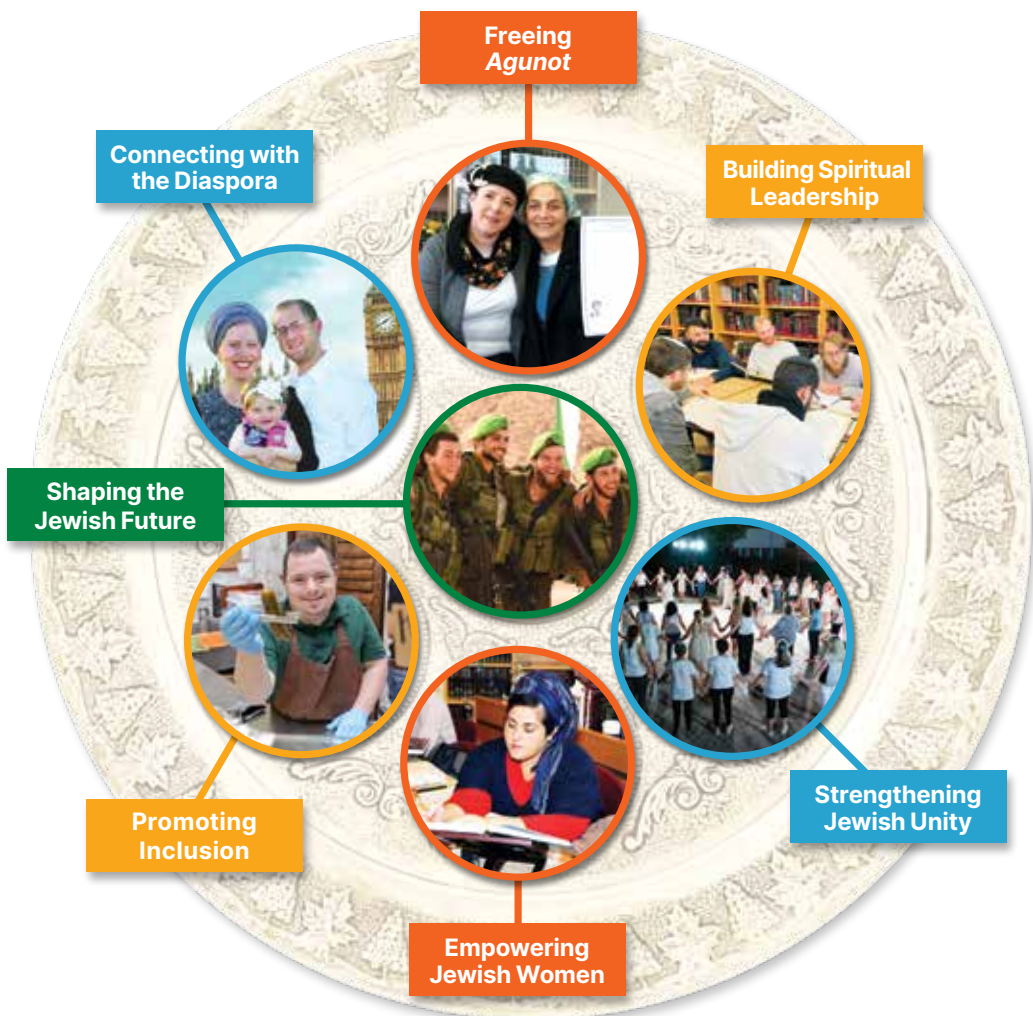 Freeing
Agunot
Connecting with
the Diaspora
Building Spiritual
Leadership
Shaping the
Jewish Future
Promoting
Inclusion
Strengthening
Jewish Unity
Empowering
Jewish Women